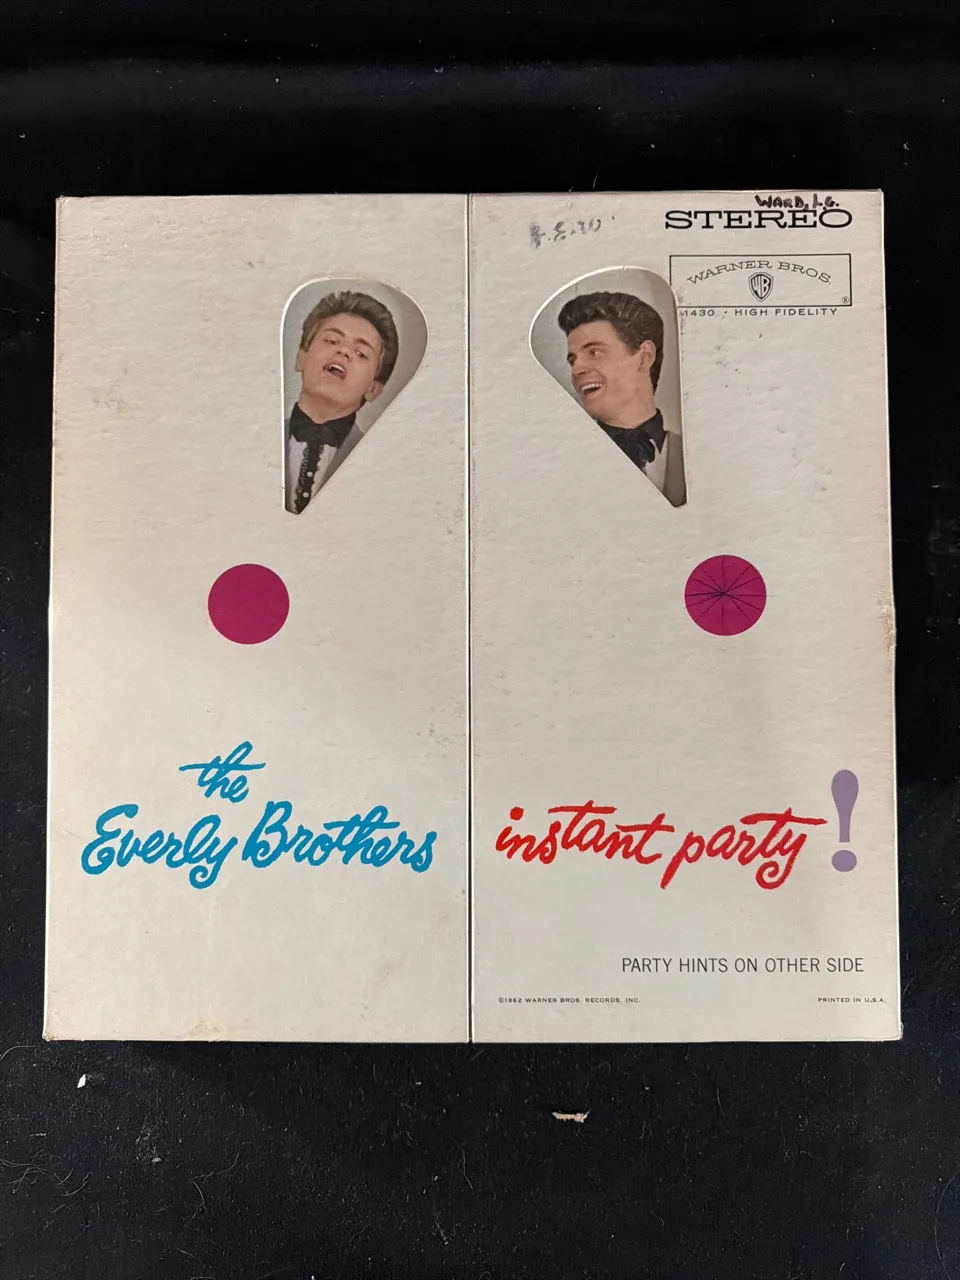 WARD, L.G.
STEREO
WARNER BROS.
WB
®
1430 · HIGH FIDELITY
the
Everly Brothers
instant party!
PARTY HINTS ON OTHER SIDE
©1962 WARNER BROS. RECORDS, INC.
PRINTED IN U.S.A.